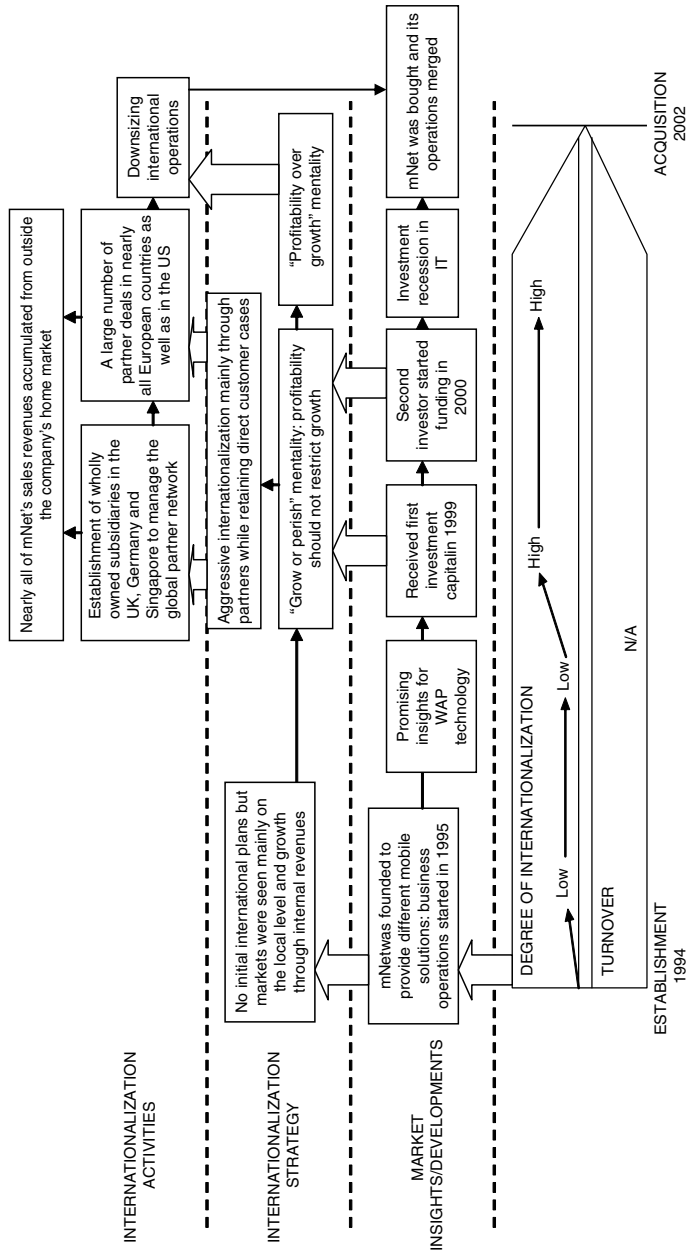 Nearly all of mNet's sales revenues accumulated from outside
the company's home market
INTERNATIONALIZATION
ACTIVITIES
Establishment of wholly
owned subsidiaries in the
UK, Germany and
Singapore to manage the
global partner network
A large number of
partner deals in nearly
all European countries as
well as in the US
Downsizing
international
operations
INTERNATIONALIZATION
STRATEGY
No initial international plans but
markets were seen mainly on
the local level and growth
through internal revenues
Aggressive internationalization mainly through
partners while retaining direct customer cases
“Grow or perish” mentality: profitability
should not restrict growth
“Profitability over
growth” mentality
MARKET
INSIGHTS/DEVELOPMENTS
mNetwas founded to
provide different mobile
solutions: business
operations started in 1995
Promising
insights for
WAP
technology
Received first
investment
capitalin 1999
Second
investor started
funding in
2000
Investment
recession in
IT
mNet was bought and its
operations merged
DEGREE OF INTERNATIONALIZATION
Low
Low
High
High
TURNOVER
N/A
ESTABLISHMENT
1994
ACQUISITION
2002